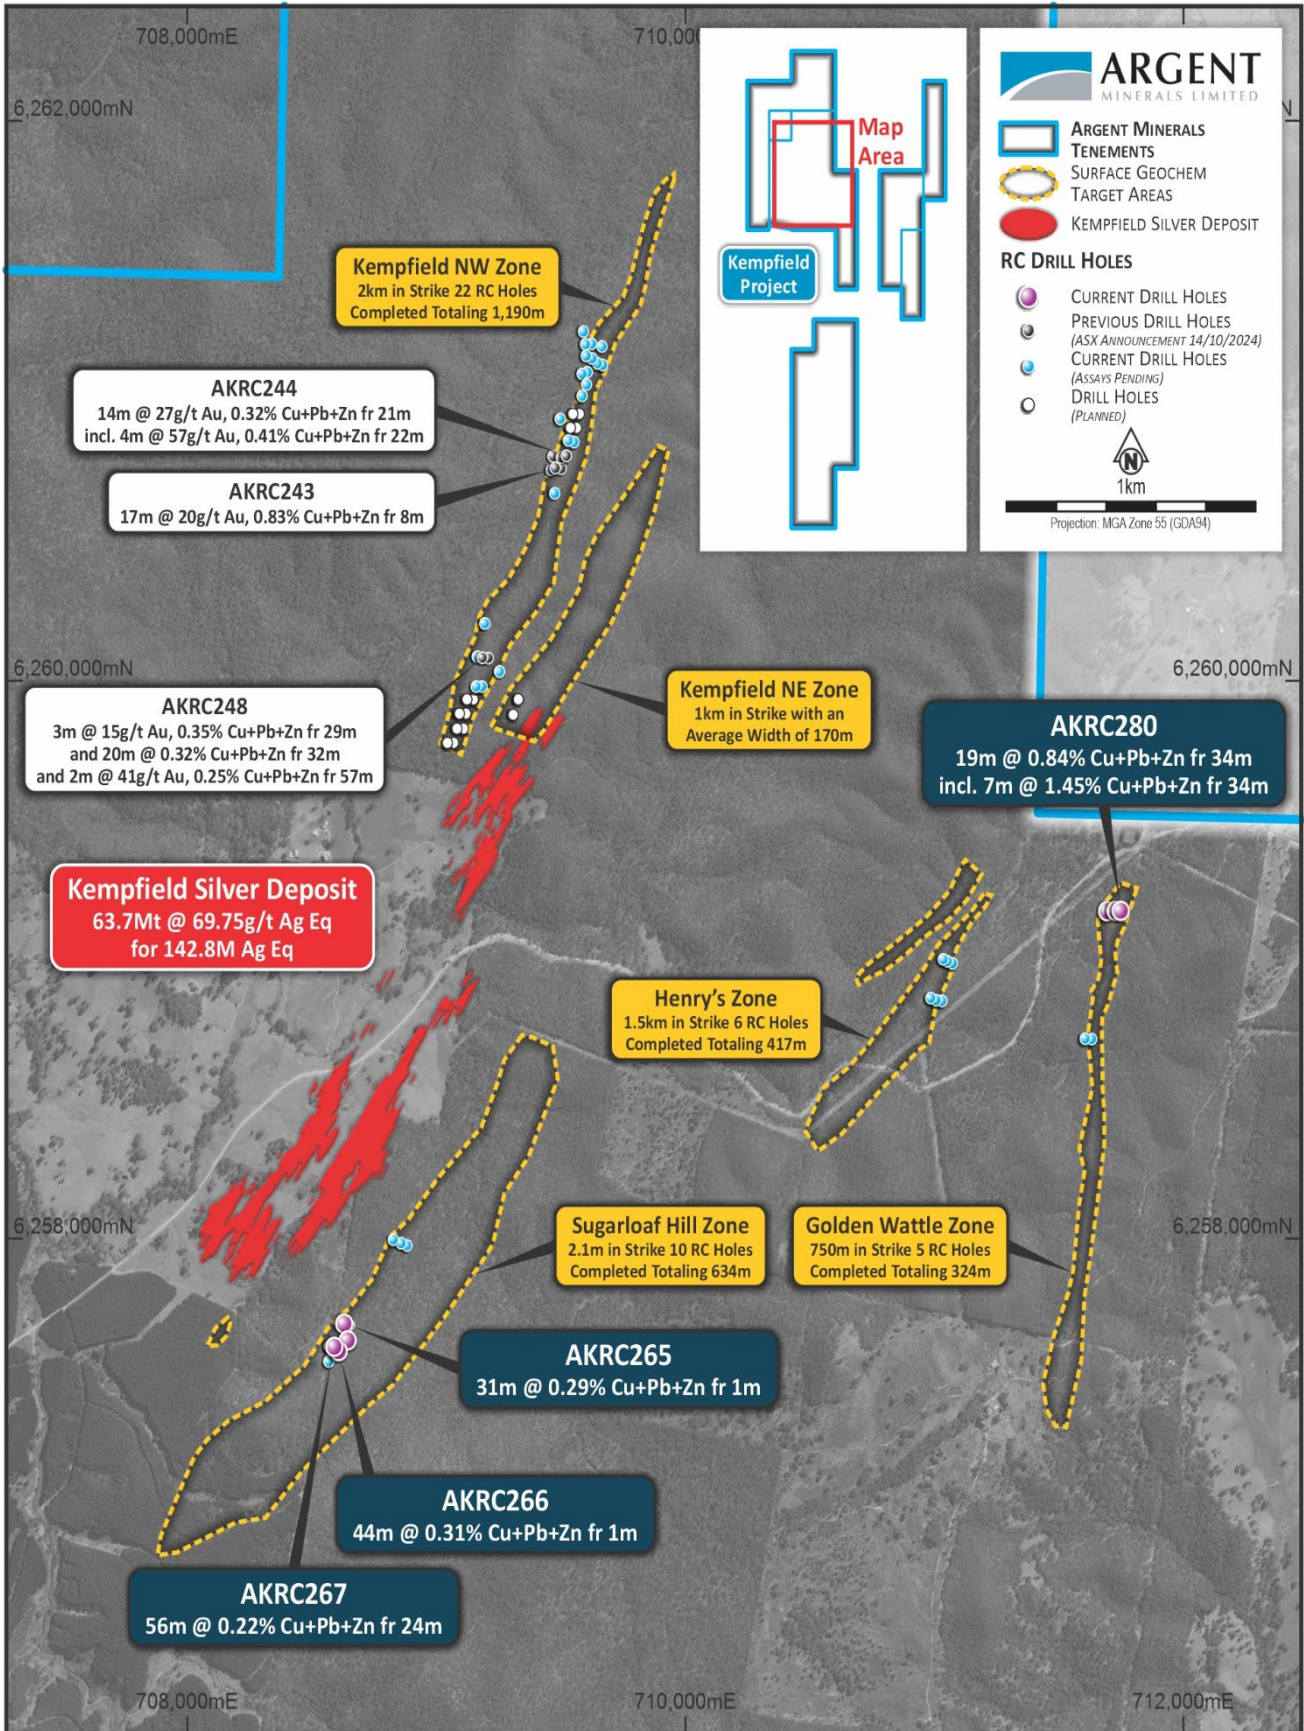 708,000mE
710,00
6,262,000mN
N
ARGENT
MINERALS LIMITED
ARGENT MINERALS
TENEMENTS
SURFACE GEOCHEM
TARGET AREAS
KEMPFIELD SILVER DEPOSIT
RC DRILL HOLES
CURRENT DRILL HOLES
PREVIOUS DRILL HOLES
(ASX ANNOUNCEMENT 14/10/2024)
CURRENT DRILL HOLES
(ASSAYS PENDING)
DRILL HOLES
(PLANNED)
N
1km
Projection: MGA Zone 55 (GDA94)
Map
Area
Kempfield
Project
Kempfield NW Zone
2km in Strike 22 RC Holes
Completed Totaling 1,190m
AKRC244
14m @ 27g/t Au, 0.32% Cu+Pb+Zn fr 21m
incl. 4m @ 57g/t Au, 0.41% Cu+Pb+Zn fr 22m
AKRC243
17m @ 20g/t Au, 0.83% Cu+Pb+Zn fr 8m
6,260,000mN
6,260,000mN
AKRC248
3m @ 15g/t Au, 0.35% Cu+Pb+Zn fr 29m
and 20m @ 0.32% Cu+Pb+Zn fr 32m
and 2m @ 41g/t Au, 0.25% Cu+Pb+Zn fr 57m
Kempfield NE Zone
1km in Strike with an
Average Width of 170m
AKRC280
19m @ 0.84% Cu+Pb+Zn fr 34m
incl. 7m @ 1.45% Cu+Pb+Zn fr 34m
Kempfield Silver Deposit
63.7Mt @ 69.75g/t Ag Eq
for 142.8M Ag Eq
Henry's Zone
1.5km in Strike 6 RC Holes
Completed Totaling 417m
6,258,000mN
6,258,000mN
Sugarloaf Hill Zone
2.1m in Strike 10 RC Holes
Completed Totaling 634m
Golden Wattle Zone
750m in Strike 5 RC Holes
Completed Totaling 324m
AKRC265
31m @ 0.29% Cu+Pb+Zn fr 1m
AKRC266
44m @ 0.31% Cu+Pb+Zn fr 1m
AKRC267
56m @ 0.22% Cu+Pb+Zn fr 24m
708,000mE
710,000mE
712,000mE